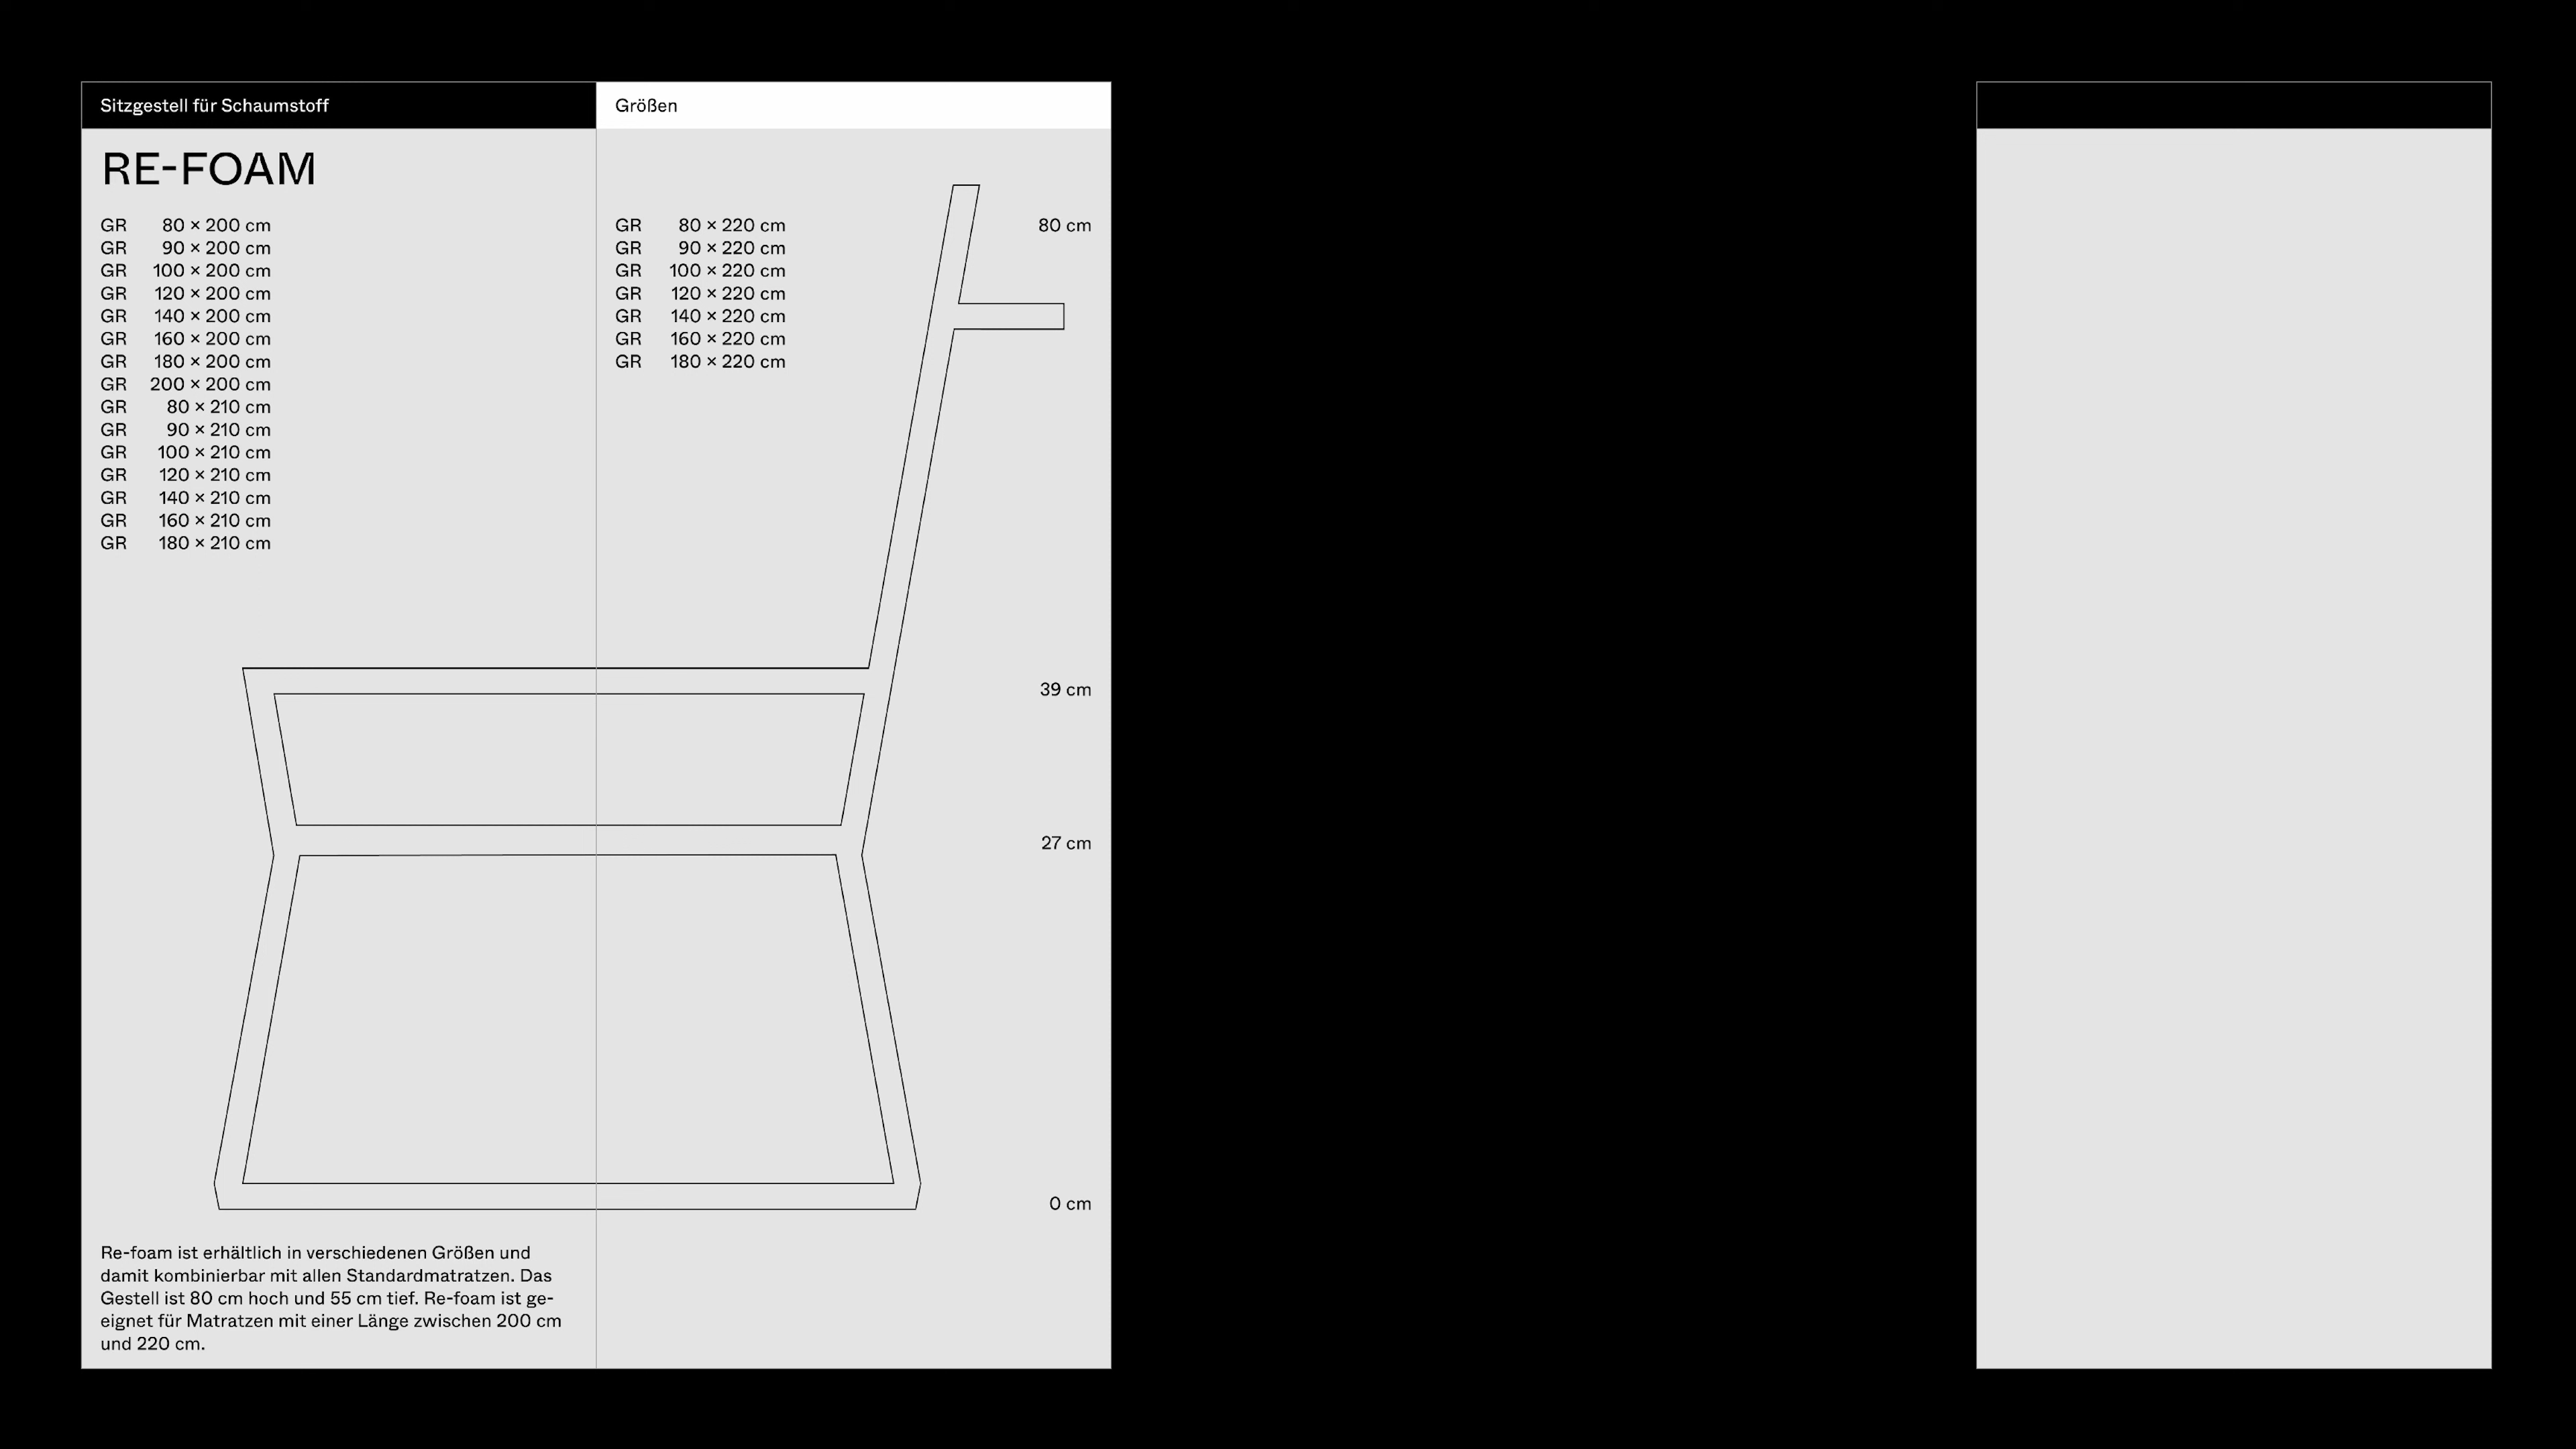 Sitzgestell für Schaumstoff
RE-FOAM
GR 80 × 200 cm
GR 90 × 200 cm
GR 100 × 200 cm
GR 120 × 200 cm
GR 140 × 200 cm
GR 160 × 200 cm
GR 180 × 200 cm
GR 200 × 200 cm
GR 80 × 210 cm
GR 90 × 210 cm
GR 100 × 210 cm
GR 120 × 210 cm
GR 140 × 210 cm
GR 160 × 210 cm
GR 180 × 210 cm
Re-foam ist erhältlich in verschiedenen Größen und
damit kombinierbar mit allen Standardmatratzen. Das
Gestell ist 80 cm hoch und 55 cm tief. Re-foam ist ge-
eignet für Matratzen mit einer Länge zwischen 200 cm
und 220 cm.
Größen
GR 80 × 220 cm
GR 90 × 220 cm
GR 100 × 220 cm
GR 120 × 220 cm
GR 140 × 220 cm
GR 160 × 220 cm
GR 180 × 220 cm
80 cm
39 cm
27 cm
0 cm